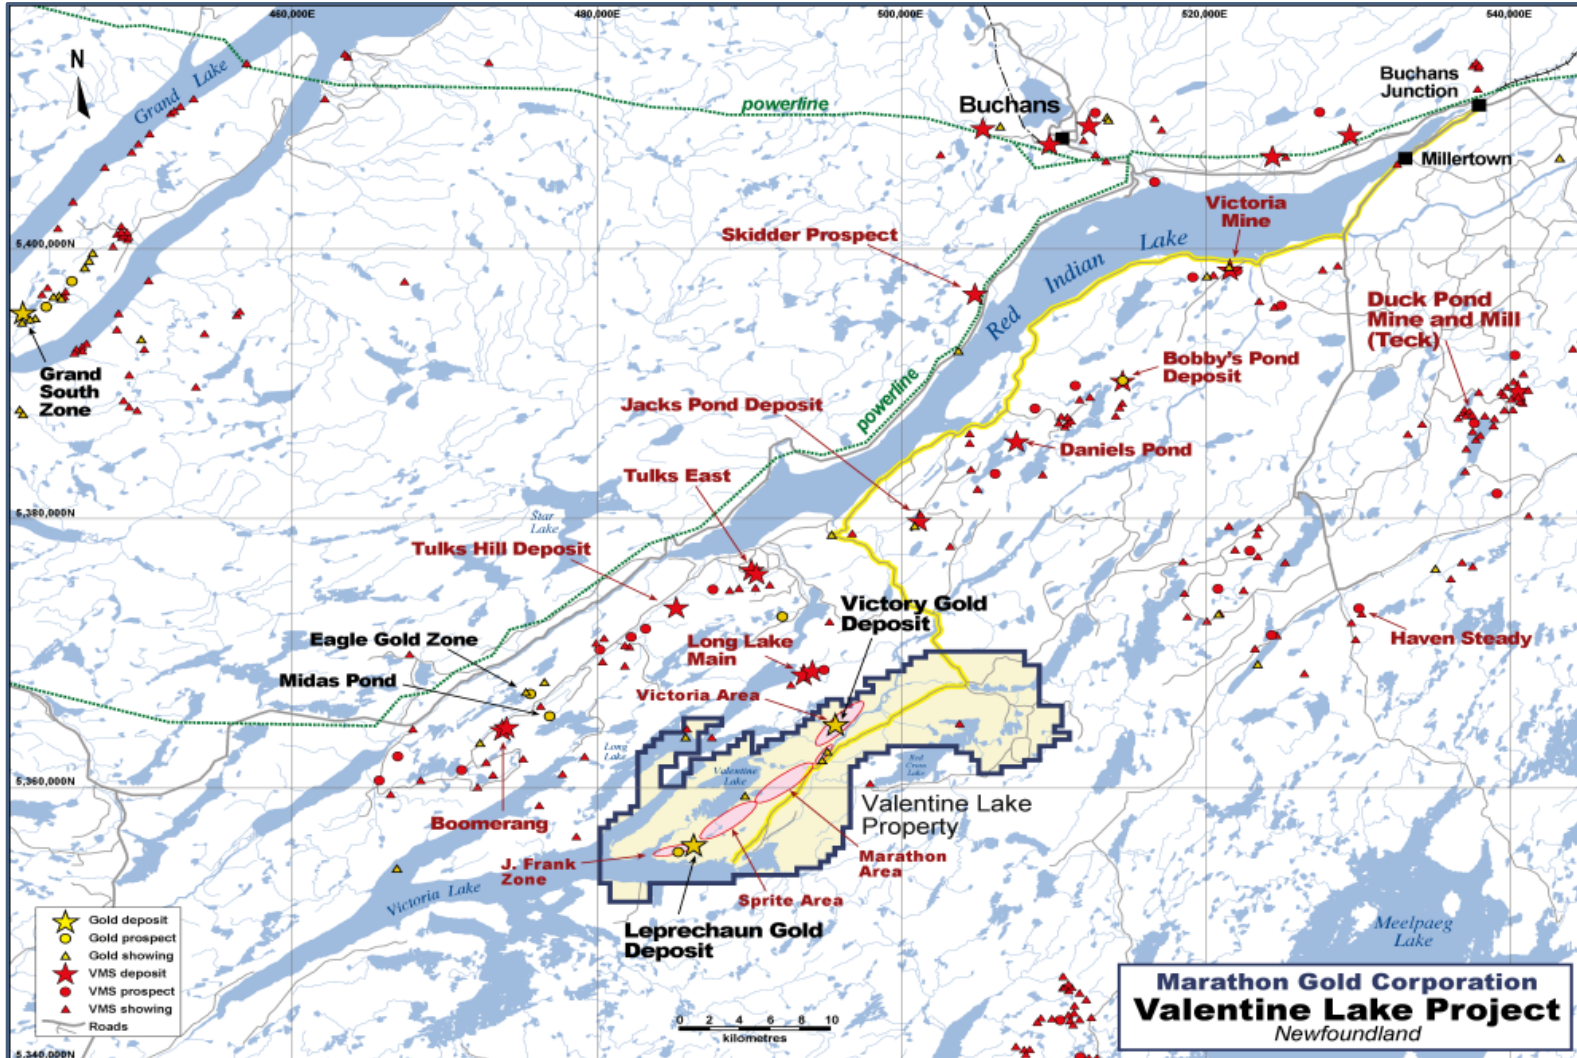 460,000E
480,000E
500,000E
520,000E
540,000E
N
Grand Lake
powerline
Buchans
Buchans
Junction
Millertown
Victoria
Mine
Skidder Prospect
5,400,000N
Red Indian Lake
Duck Pond
Mine and Mill
(Teck)
Grand
South
Zone
Bobby's Pond
Deposit
powerline
Jacks Pond Deposit
Daniels Pond
Tulks East
5,380,000N
Star
Lake
Tulks Hill Deposit
Victory Gold
Deposit
Eagle Gold Zone
Long Lake
Main
Haven Steady
Midas Pond
Victoria Area
Long
Lake
Valentine
Lake
Red
Cross
Lake
5,360,000N
Valentine Lake
Property
Boomerang
J. Frank
Zone
Marathon
Area
Victoria Lake
Sprite Area
Leprechaun Gold
Deposit
Meelpaeg
Lake
Gold deposit
Gold prospect
Gold showing
VMS deposit
VMS prospect
VMS showing
Roads
0 2 4 6 8 10
kilometres
Marathon Gold Corporation
Valentine Lake Project
Newfoundland
5,340,000N